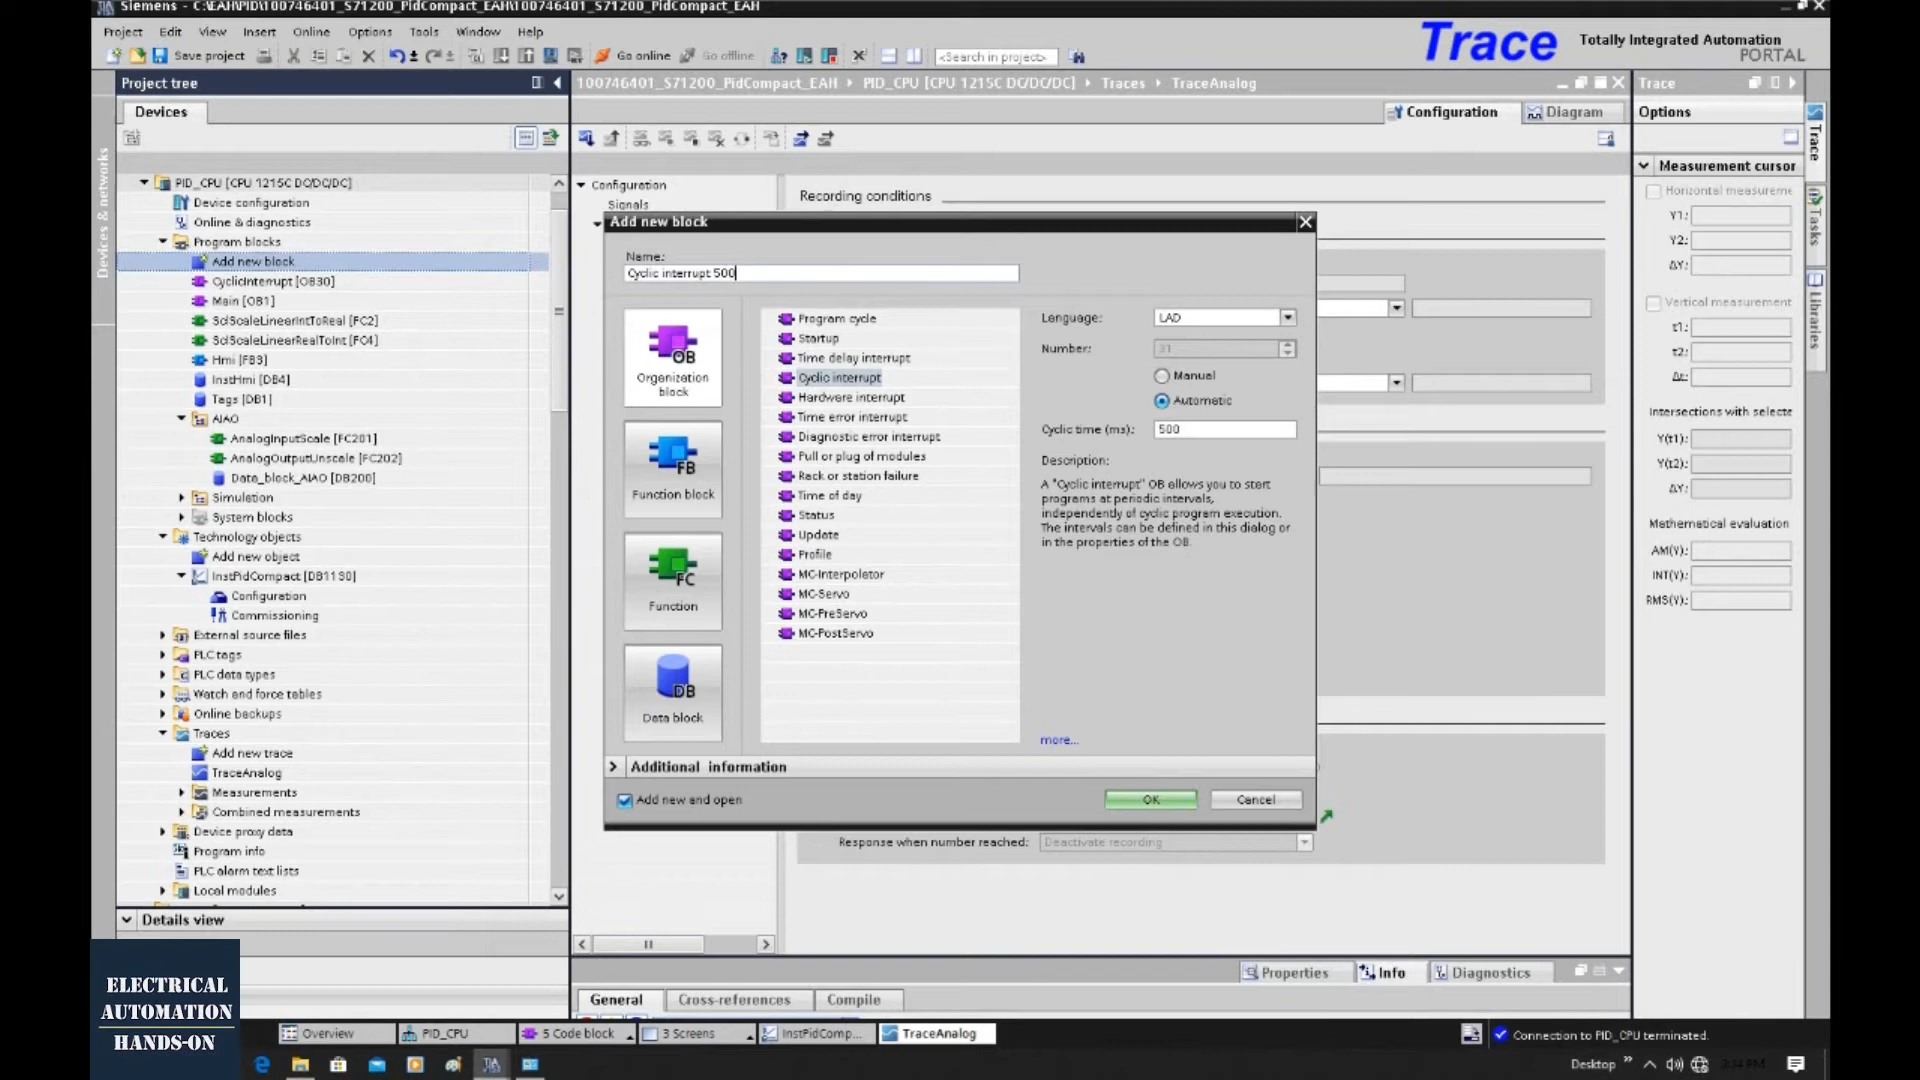 Siemens - C:\EAH\PID\100746401_S71200_PidCompact_EAH\100746401_S71200_PidCompact_EAH
Project Edit View Insert Online Options Tools Window Help
Save project
Go online
Go offline
<Search in project>
Trace
Totally Integrated Automation
PORTAL
Project tree
Devices
Devices & networks
PID_CPU [CPU 1215C DC/DC/DC]
Device configuration
Online & diagnostics
Program blocks
Add new block
CyclicInterrupt [OB30]
Main [OB1]
SclScaleLinearIntToReal [FC2]
SclScaleLinearRealToInt [FC4]
Hmi [FB3]
InstHmi [DB4]
Tags [DB1]
AIAO
AnalogInputScale [FC201]
AnalogOutputUnscale [FC202]
Data_block_AIAO [DB200]
Simulation
System blocks
Technology objects
Add new object
InstPidCompact [DB1130]
Configuration
Commissioning
External source files
PLC tags
PLC data types
Watch and force tables
Online backups
Traces
Add new trace
TraceAnalog
Measurements
Combined measurements
Device proxy data
Program info
PLC alarm text lists
Local modules
Details view
100746401_S71200_PidCompact_EAH PID_CPU [CPU 1215C DC/DC/DC] Traces TraceAnalog
Configuration
Diagram
Configuration
Signals
Recording conditions
Add new block
Name:
Cyclic interrupt 500
OB
Organization
block
FB
Function block
FC
Function
DB
Data block
Program cycle
Startup
Time delay interrupt
Cyclic interrupt
Hardware interrupt
Time error interrupt
Diagnostic error interrupt
Pull or plug of modules
Rack or station failure
Time of day
Status
Update
Profile
MC-Interpolator
MC-Servo
MC-PreServo
MC-PostServo
Language: LAD
Number: 31
Manual
Automatic
Cyclic time (ms): 500
Description:
A "Cyclic interrupt" OB allows you to start
programs at periodic intervals,
independently of cyclic program execution.
The intervals can be defined in this dialog or
in the properties of the OB.
more...
Additional information
Add new and open
OK
Cancel
Response when number reached: Deactivate recording
Trace
Options
Measurement cursor
Horizontal measureme
Y1:
Y2:
ΔY:
Vertical measurement
t1:
t2:
Δt:
Intersections with selecte
Y(t1):
Y(t2):
ΔY:
Mathematical evaluation
AM(Y):
INT(Y):
RMS(Y):
Trace
Tasks
Libraries
Properties
Info
Diagnostics
General
Cross-references
Compile
Overview
PID_CPU
5 Code block
3 Screens
InstPidComp...
TraceAnalog
Connection to PID_CPU terminated.
Desktop
ELECTRICAL
AUTOMATION
HANDS-ON